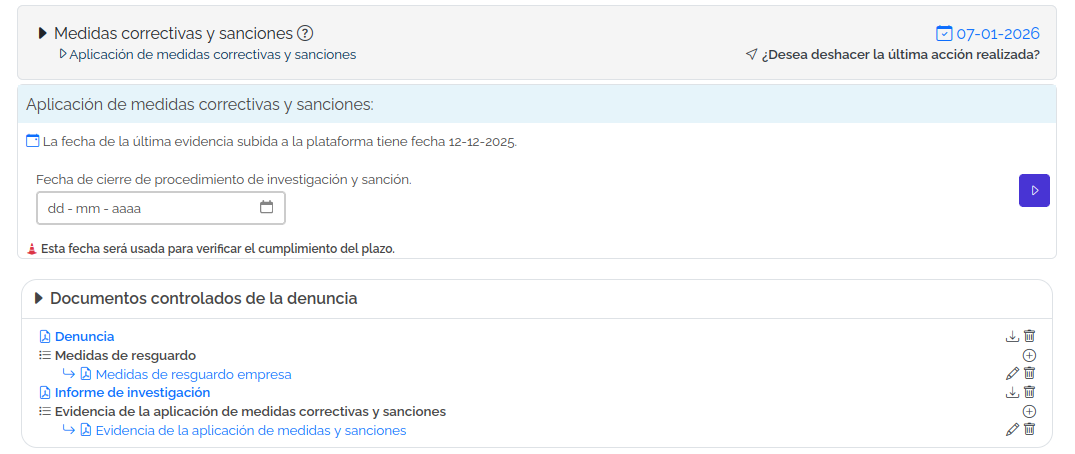 Medidas correctivas y sanciones
07-01-2026
Aplicación de medidas correctivas y sanciones
¿Desea deshacer la última acción realizada?
Aplicación de medidas correctivas y sanciones:
La fecha de la última evidencia subida a la plataforma tiene fecha 12-12-2025.
Fecha de cierre de procedimiento de investigación y sanción.
dd - mm - aaaa
Esta fecha será usada para verificar el cumplimiento del plazo.
Documentos controlados de la denuncia
Denuncia
Medidas de resguardo
Medidas de resguardo empresa
Informe de investigación
Evidencia de la aplicación de medidas correctivas y sanciones
Evidencia de la aplicación de medidas y sanciones